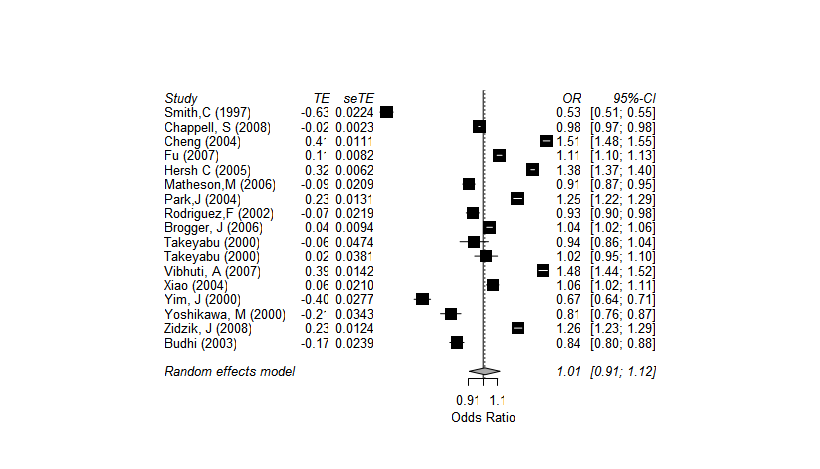 Study TE seTE OR 95%-CI
Smith,C (1997) -0.63 0.0224 0.53 [0.51; 0.55]
Chappell, S (2008) -0.02 0.0023 0.98 [0.97; 0.98]
Cheng (2004) 0.41 0.0111 1.51 [1.48; 1.55]
Fu (2007) 0.11 0.0082 1.11 [1.10; 1.13]
Hersh C (2005) 0.32 0.0062 1.38 [1.37; 1.40]
Matheson,M (2006) -0.09 0.0209 0.91 [0.87; 0.95]
Park,J (2004) 0.23 0.0131 1.25 [1.22; 1.29]
Rodriguez,F (2002) -0.07 0.0219 0.93 [0.90; 0.98]
Brogger, J (2006) 0.04 0.0094 1.04 [1.02; 1.06]
Takeyabu (2000) -0.06 0.0474 0.94 [0.86; 1.04]
Takeyabu (2000) 0.02 0.0381 1.02 [0.95; 1.10]
Vibhuti, A (2007) 0.39 0.0142 1.48 [1.44; 1.52]
Xiao (2004) 0.06 0.0210 1.06 [1.02; 1.11]
Yim, J (2000) -0.40 0.0277 0.67 [0.64; 0.71]
Yoshikawa, M (2000) -0.21 0.0343 0.81 [0.76; 0.87]
Zidzik, J (2008) 0.23 0.0124 1.26 [1.23; 1.29]
Budhi (2003) -0.17 0.0239 0.84 [0.80; 0.88]
Random effects model 1.01 [0.91; 1.12]
0.91 1.1
Odds Ratio